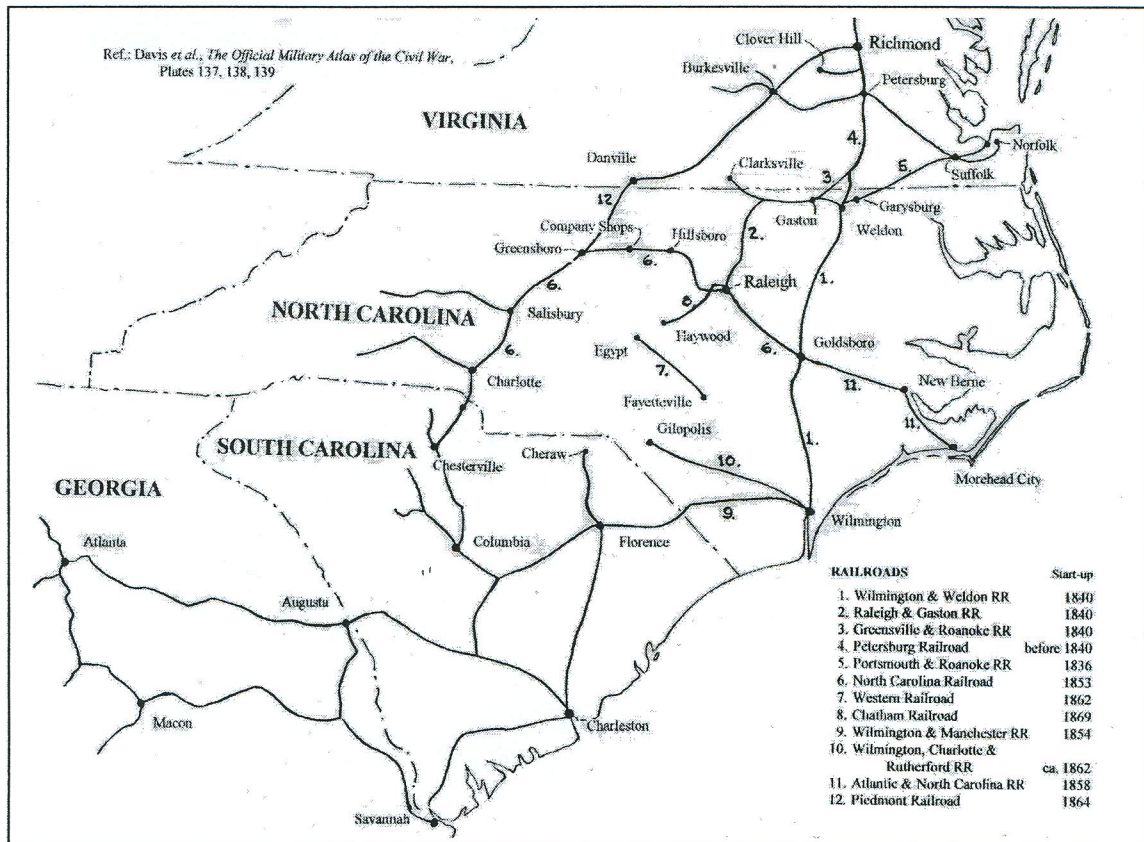 Ref.: Davis et al., The Official Military Atlas of the Civil War,
Plates 137, 138, 139
Clover Hill
Richmond
Burkesville
Petersburg
VIRGINIA
4.
Norfolk
Danville
Clarksville
3.
5.
Suffolk
12
Gaston
Garysburg
Weldon
Company Shops
Hillsboro
2.
Greensboro
6.
1.
6.
Raleigh
NORTH CAROLINA
Salisbury
8
Haywood
6.
Egypt
6.
Goldsboro
Charlotte
7.
11.
New Berne
Fayetteville
11.
SOUTH CAROLINA
Gilopolis
1.
Cheraw
10.
Chesterville
Morehead City
GEORGIA
9.
Wilmington
Atlanta
Columbia
Florence
Augusta
Macon
Charleston
Savannah
RAILROADS Start-up
1. Wilmington & Weldon RR 1840
2. Raleigh & Gaston RR 1840
3. Greensville & Roanoke RR 1840
4. Petersburg Railroad before 1840
5. Portsmouth & Roanoke RR 1836
6. North Carolina Railroad 1853
7. Western Railroad 1862
8. Chatham Railroad 1869
9. Wilmington & Manchester RR 1854
10. Wilmington, Charlotte &
Rutherford RR ca. 1862
11. Atlantic & North Carolina RR 1858
12. Piedmont Railroad 1864